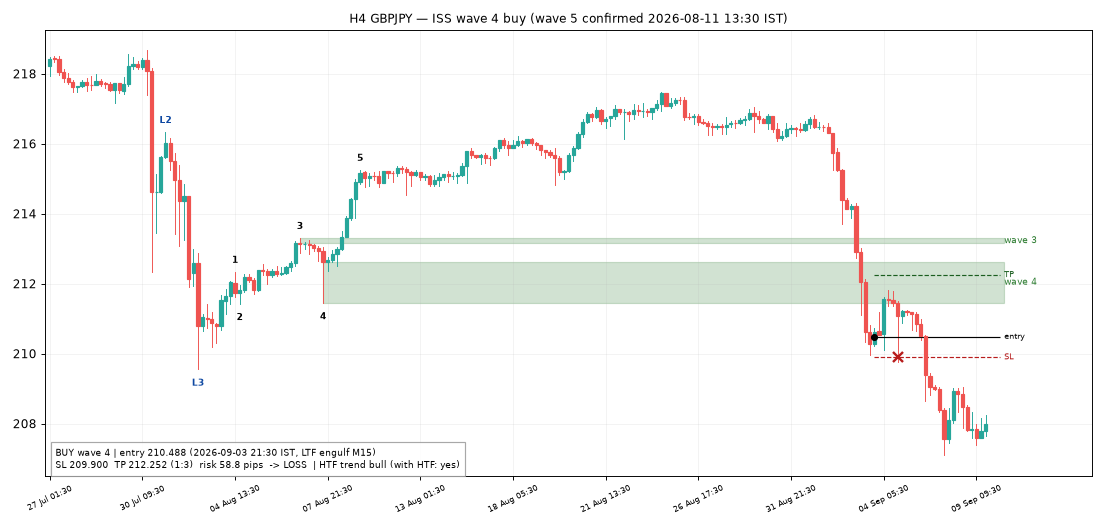 H4 GBPJPY — ISS wave 4 buy (wave 5 confirmed 2026-08-11 13:30 IST)
218
216
214
212
210
208
L2
L3
1
2
3
4
5
wave 3
TP
wave 4
entry
SL
BUY wave 4 | entry 210.488 (2026-09-03 21:30 IST, LTF engulf M15)
SL 209.900  TP 212.252 (1:3)  risk 58.8 pips  -> LOSS  | HTF trend bull (with HTF: yes)
27 Jul 01:30
30 Jul 09:30
04 Aug 13:30
07 Aug 21:30
13 Aug 01:30
18 Aug 05:30
21 Aug 13:30
26 Aug 17:30
31 Aug 21:30
04 Sep 05:30
09 Sep 09:30